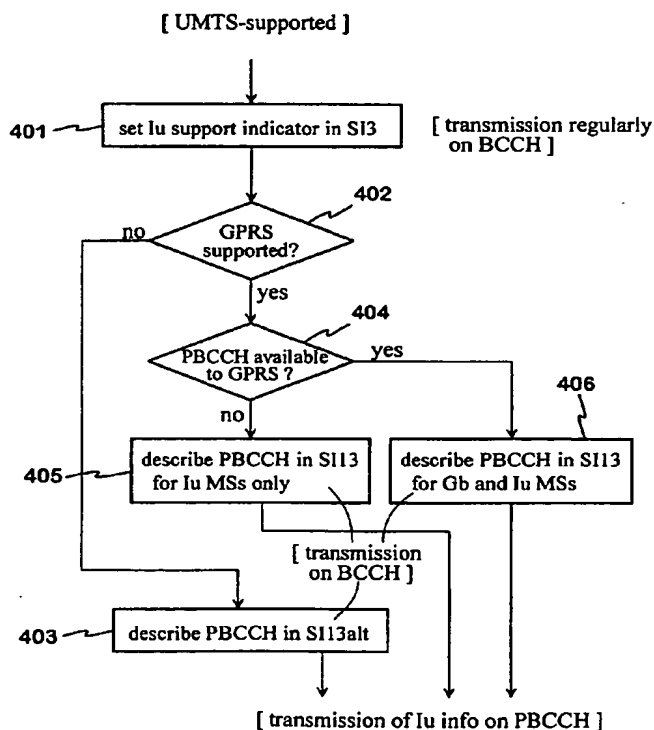 [ UMTS-supported ]
401
set Iu support indicator in SI3
[ transmission regularly
on BCCH ]
402
no
GPRS
supported?
yes
404
PBCCH available
to GPRS ?
yes
no
406
405
describe PBCCH in SI13
for Iu MSs only
describe PBCCH in SI13
for Gb and Iu MSs
[ transmission
on BCCH ]
403
describe PBCCH in SI13alt
[ transmission of Iu info on PBCCH ]